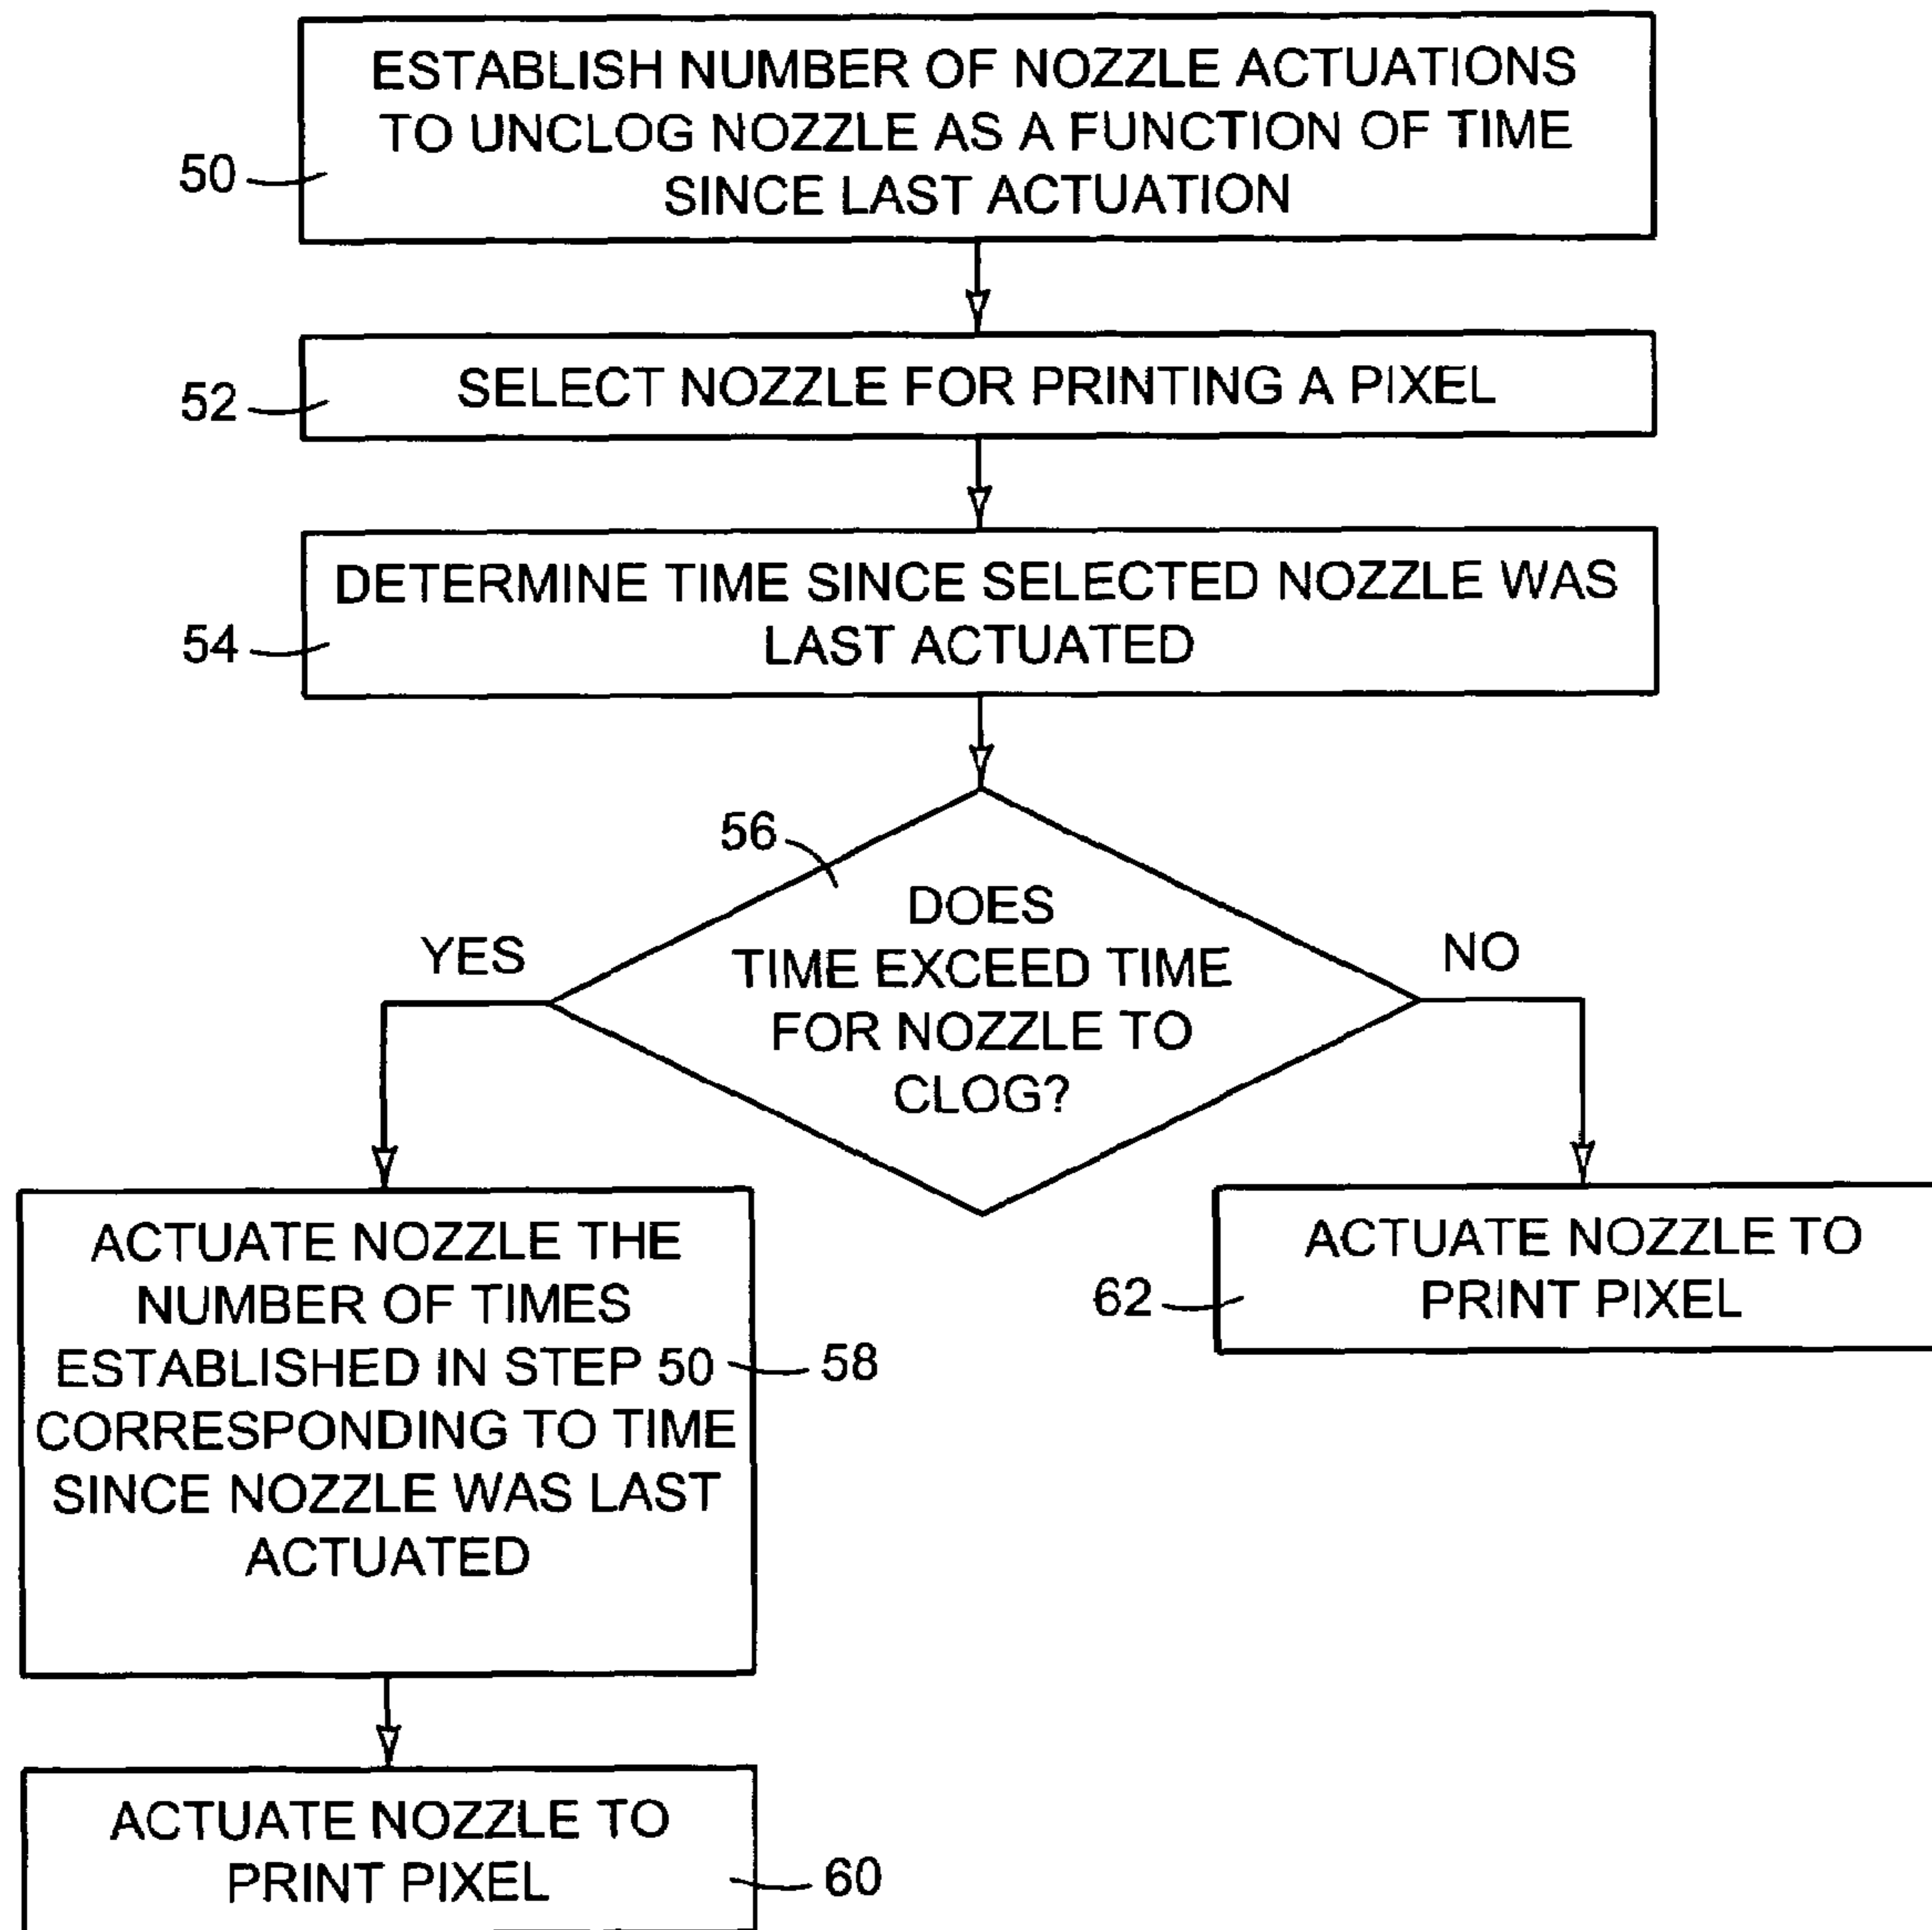 ESTABLISH NUMBER OF NOZZLE ACTUATIONS
TO UNCLOG NOZZLE AS A FUNCTION OF TIME
SINCE LAST ACTUATION
50
SELECT NOZZLE FOR PRINTING A PIXEL
52
DETERMINE TIME SINCE SELECTED NOZZLE WAS
LAST ACTUATED
54
56
DOES
TIME EXCEED TIME
FOR NOZZLE TO
CLOG?
YES
NO
ACTUATE NOZZLE THE
NUMBER OF TIMES
ESTABLISHED IN STEP 50
CORRESPONDING TO TIME
SINCE NOZZLE WAS LAST
ACTUATED
58
ACTUATE NOZZLE TO
PRINT PIXEL
62
ACTUATE NOZZLE TO
PRINT PIXEL
60